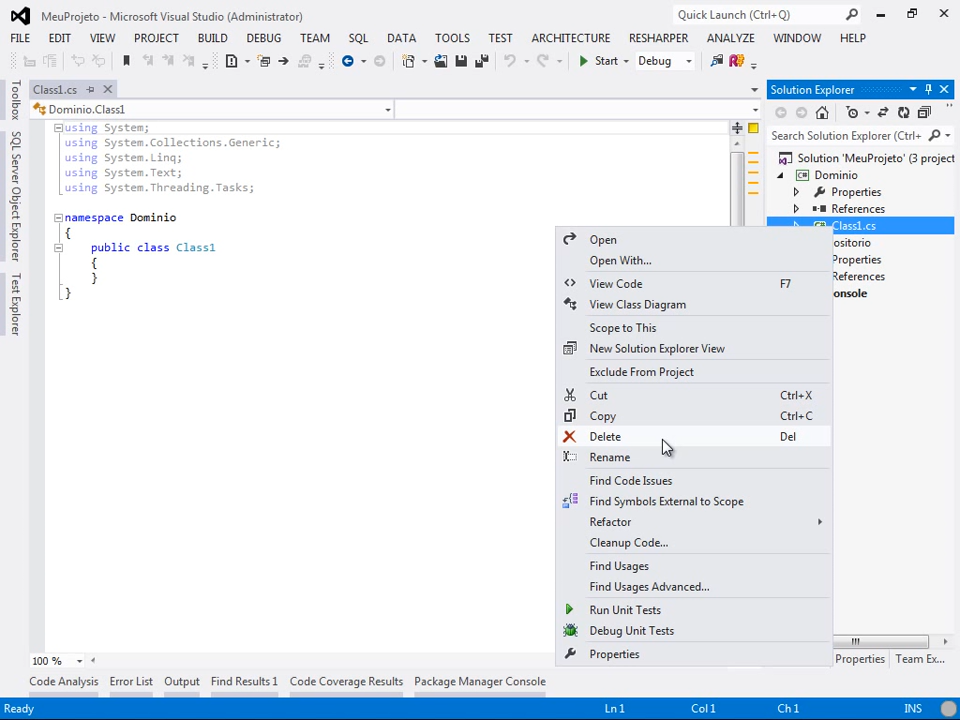 MeuProjeto - Microsoft Visual Studio (Administrator)
Quick Launch (Ctrl+Q)
FILE EDIT VIEW PROJECT BUILD DEBUG TEAM SQL DATA TOOLS TEST ARCHITECTURE RESHARPER ANALYZE WINDOW HELP
Start Debug
Toolbox
SQL Server Object Explorer
Test Explorer
Class1.cs
Dominio.Class1
using System;
using System.Collections.Generic;
using System.Linq;
using System.Text;
using System.Threading.Tasks;
namespace Dominio
{
public class Class1
{
}
}
100 %
Solution Explorer
Search Solution Explorer (Ctrl+
Solution 'MeuProjeto' (3 project
Dominio
Properties
References
Class1.cs
ositorio
Properties
References
onsole
Open
Open With...
View Code F7
View Class Diagram
Scope to This
New Solution Explorer View
Exclude From Project
Cut Ctrl+X
Copy Ctrl+C
Delete Del
Rename
Find Code Issues
Find Symbols External to Scope
Refactor
Cleanup Code...
Find Usages
Find Usages Advanced...
Run Unit Tests
Debug Unit Tests
Properties
Properties Team Ex...
Code Analysis Error List Output Find Results 1 Code Coverage Results Package Manager Console
Ready Ln 1 Col 1 Ch 1 INS